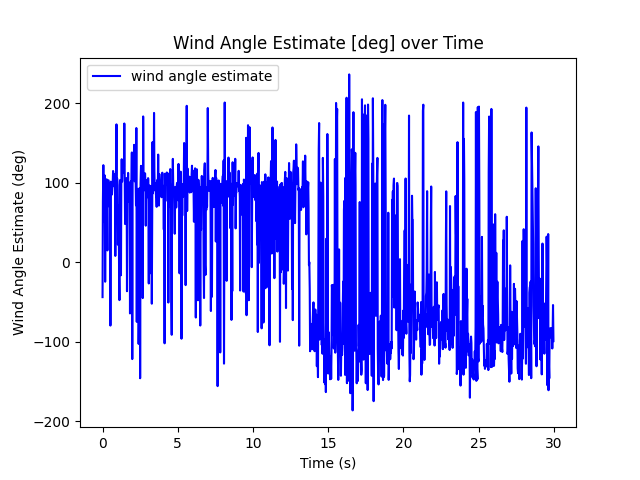 Wind Angle Estimate [deg] over Time
wind angle estimate
Wind Angle Estimate (deg)
200
100
0
−100
−200
0 5 10 15 20 25 30
Time (s)